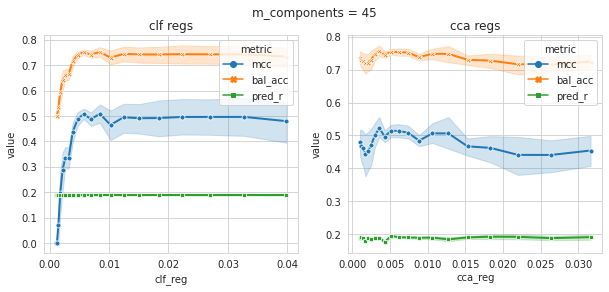 m_components = 45
clf regs
value
0.8
0.7
0.6
0.5
0.4
0.3
0.2
0.1
0.0
metric
mcc
bal_acc
pred_r
0.00
0.01
0.02
0.03
0.04
clf_reg
cca regs
value
0.8
0.7
0.6
0.5
0.4
0.3
0.2
metric
mcc
bal_acc
pred_r
0.000
0.005
0.010
0.015
0.020
0.025
0.030
cca_reg